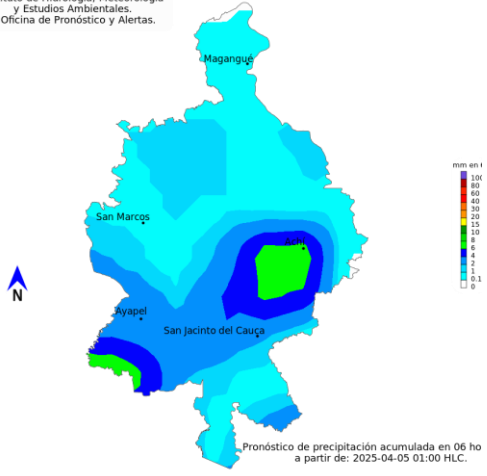 y Estudios Ambientales.
Oficina de Pronóstico y Alertas.
Magangué
San Marcos
Ayapel
San Jacinto del Cauca
mm en 6
100
80
60
40
30
20
15
10
8
6
4
2
1
0.1
0
N
Pronóstico de precipitación acumulada en 06 ho
a partir de: 2025-04-05 01:00 HLC.